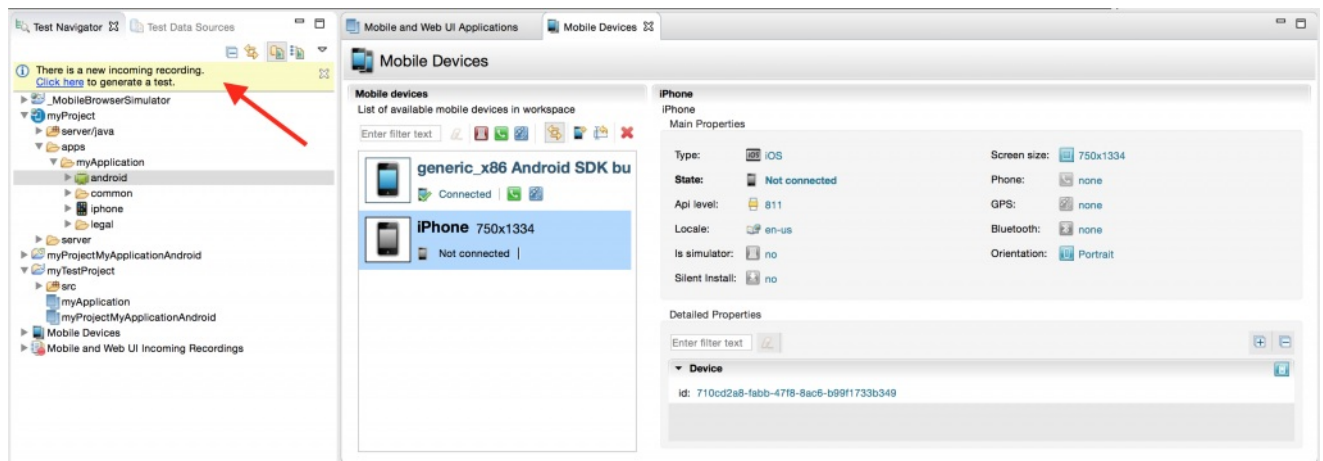 Test Navigator
Test Data Sources
There is a new incoming recording.
Click here to generate a test.
_MobileBrowserSimulator
myProject
server/java
apps
myApplication
android
common
iphone
legal
server
myProjectMyApplicationAndroid
myTestProject
src
myApplication
myProjectMyApplicationAndroid
Mobile Devices
Mobile and Web UI Incoming Recordings
Mobile and Web UI Applications
Mobile Devices
Mobile Devices
Mobile devices
List of available mobile devices in workspace
Enter filter text
generic_x86 Android SDK bu
Connected
iPhone 750x1334
Not connected
iPhone
iPhone
Main Properties
Type: iOS
State: Not connected
Api level: 811
Locale: en-us
Is simulator: no
Silent Install: no
Screen size: 750x1334
Phone: none
GPS: none
Bluetooth: none
Orientation: Portrait
Detailed Properties
Enter filter text
Device
id: 710cd2a8-fabb-47f8-8ac6-b99f1733b349